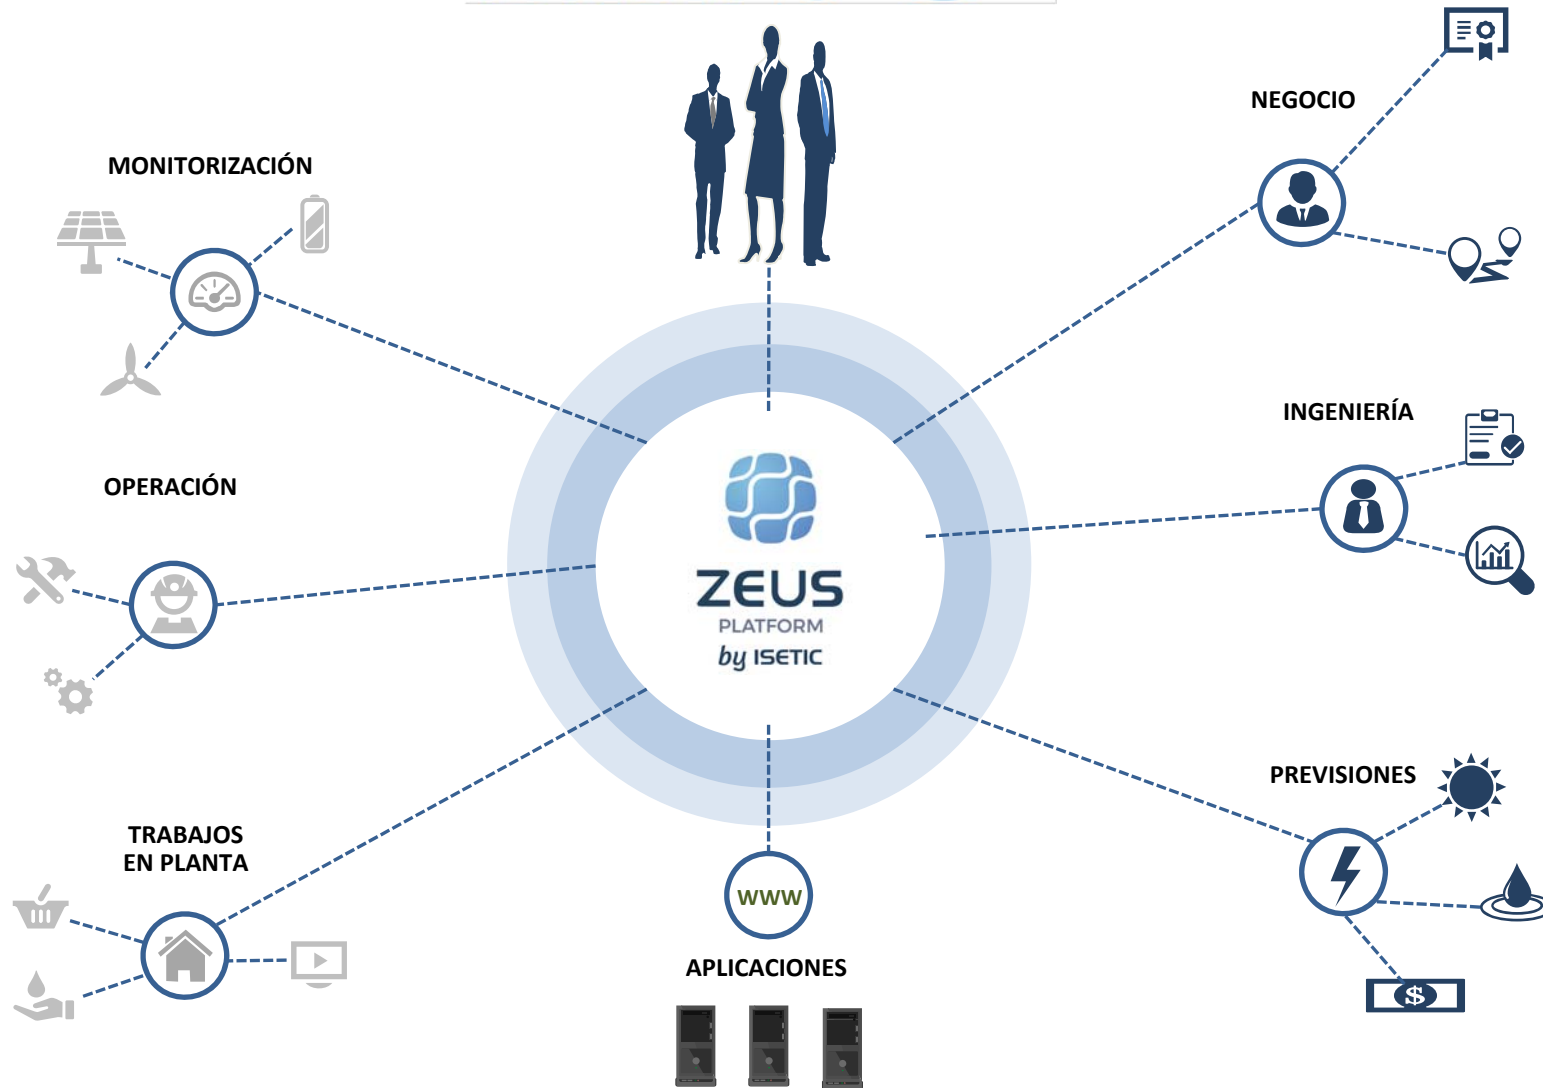 NEGOCIO
MONITORIZACIÓN
INGENIERÍA
OPERACIÓN
ZEUS
PLATFORM
by ISETIC
PREVISIONES
TRABAJOS
EN PLANTA
WWW
APLICACIONES
$